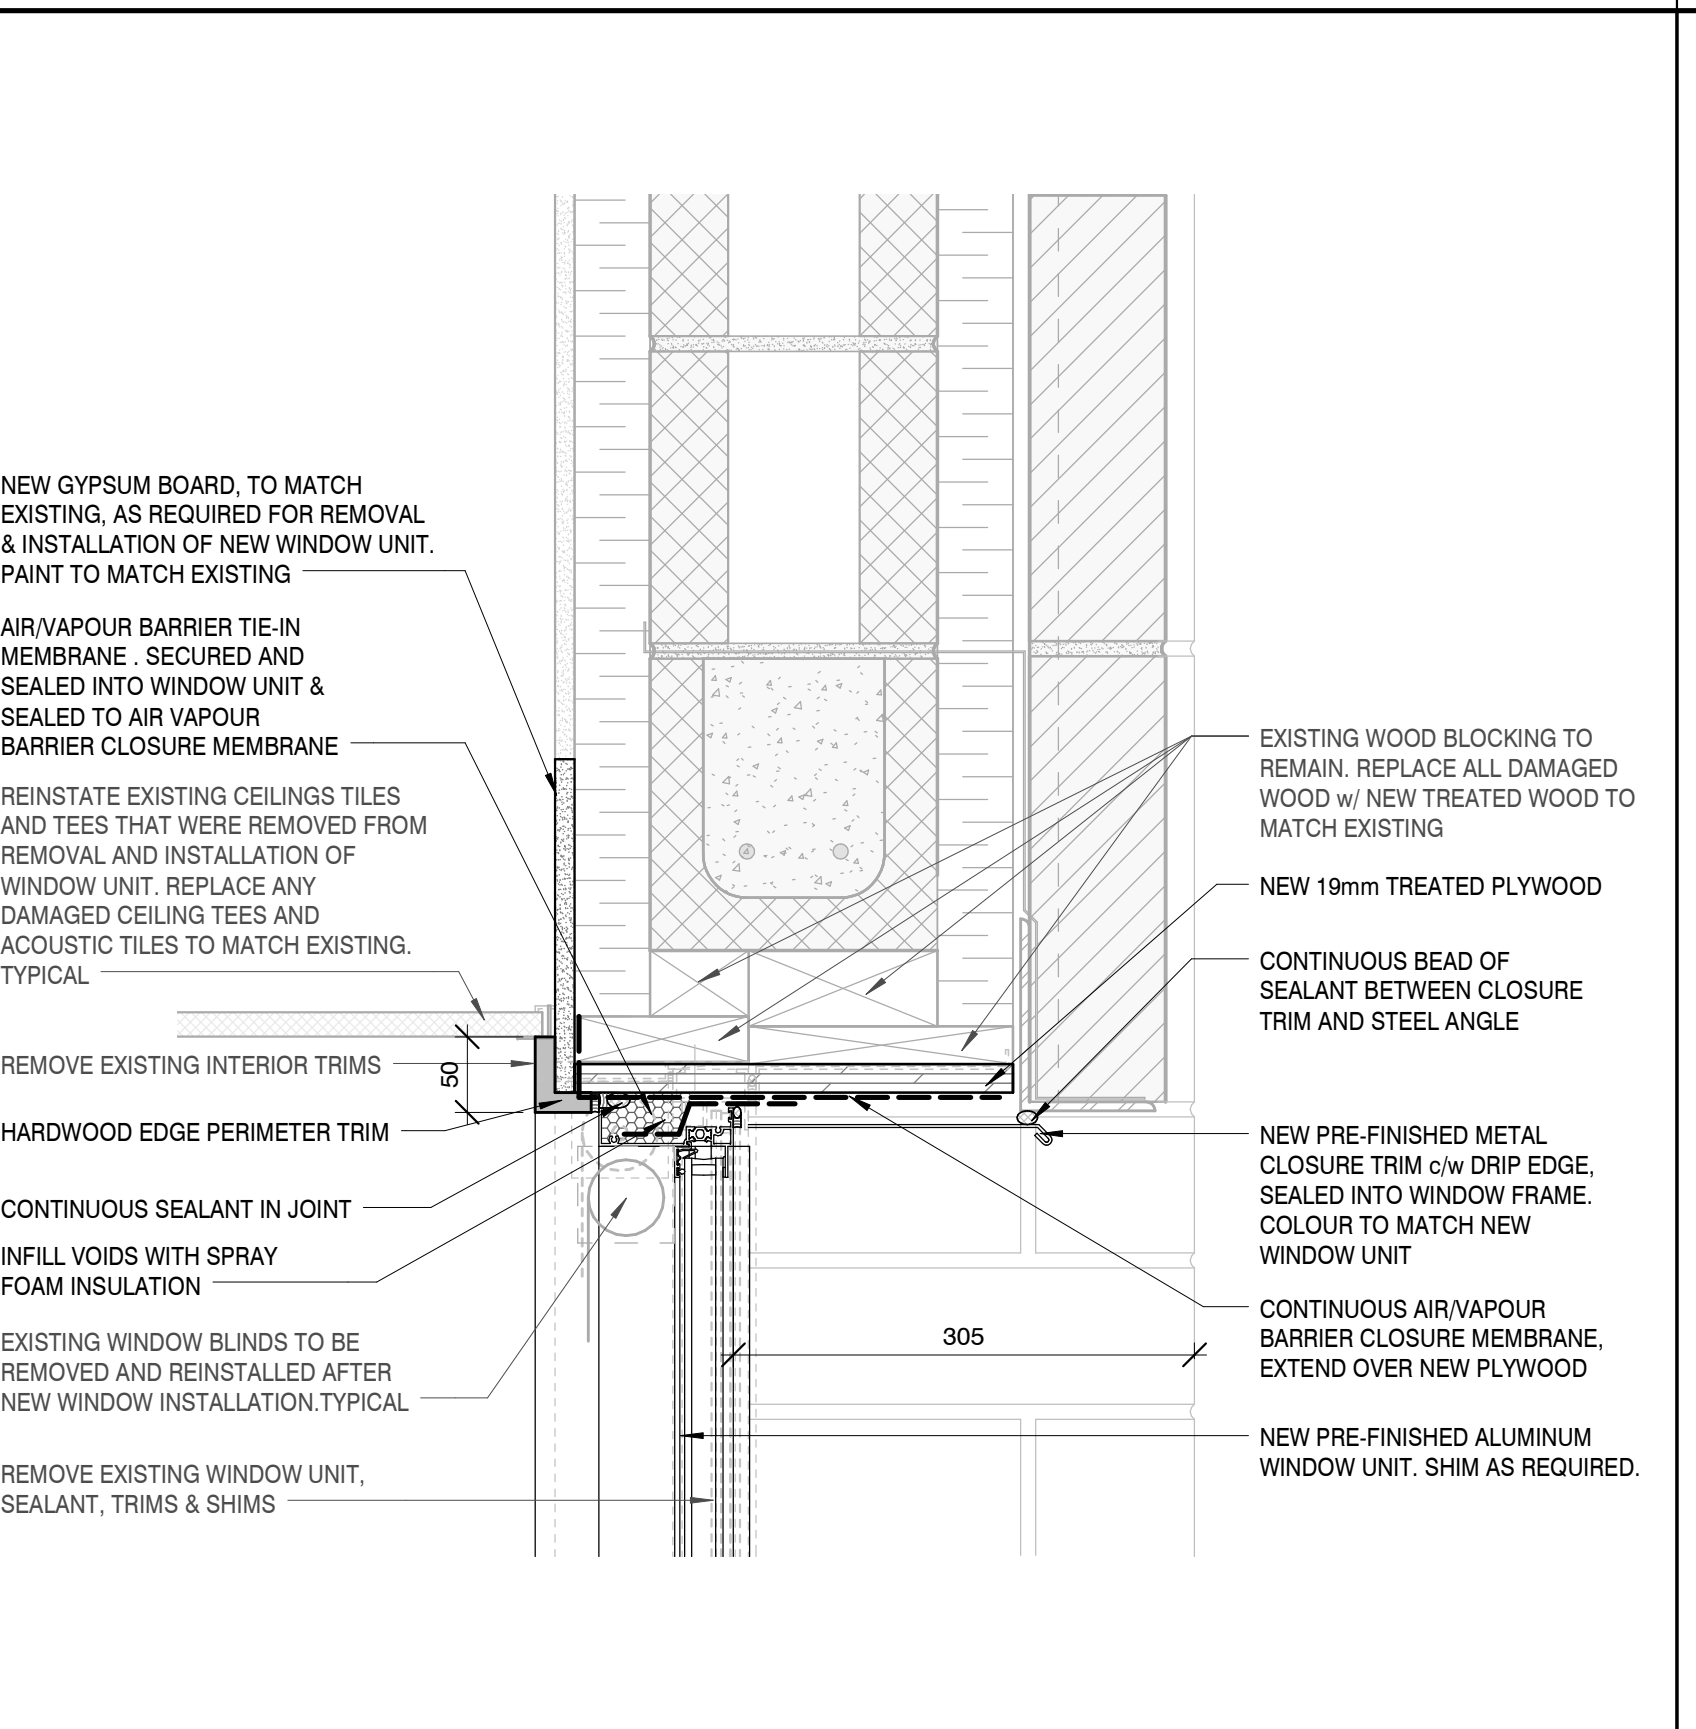 NEW GYPSUM BOARD, TO MATCH
EXISTING, AS REQUIRED FOR REMOVAL
& INSTALLATION OF NEW WINDOW UNIT.
PAINT TO MATCH EXISTING
AIR/VAPOUR BARRIER TIE-IN
MEMBRANE . SECURED AND
SEALED INTO WINDOW UNIT &
SEALED TO AIR VAPOUR
BARRIER CLOSURE MEMBRANE
REINSTATE EXISTING CEILINGS TILES
AND TEES THAT WERE REMOVED FROM
REMOVAL AND INSTALLATION OF
WINDOW UNIT. REPLACE ANY
DAMAGED CEILING TEES AND
ACOUSTIC TILES TO MATCH EXISTING.
TYPICAL
REMOVE EXISTING INTERIOR TRIMS
50
HARDWOOD EDGE PERIMETER TRIM
CONTINUOUS SEALANT IN JOINT
INFILL VOIDS WITH SPRAY
FOAM INSULATION
EXISTING WINDOW BLINDS TO BE
REMOVED AND REINSTALLED AFTER
NEW WINDOW INSTALLATION.TYPICAL
REMOVE EXISTING WINDOW UNIT,
SEALANT, TRIMS & SHIMS
305
EXISTING WOOD BLOCKING TO
REMAIN. REPLACE ALL DAMAGED
WOOD w/ NEW TREATED WOOD TO
MATCH EXISTING
NEW 19mm TREATED PLYWOOD
CONTINUOUS BEAD OF
SEALANT BETWEEN CLOSURE
TRIM AND STEEL ANGLE
NEW PRE-FINISHED METAL
CLOSURE TRIM c/w DRIP EDGE,
SEALED INTO WINDOW FRAME.
COLOUR TO MATCH NEW
WINDOW UNIT
CONTINUOUS AIR/VAPOUR
BARRIER CLOSURE MEMBRANE,
EXTEND OVER NEW PLYWOOD
NEW PRE-FINISHED ALUMINUM
WINDOW UNIT. SHIM AS REQUIRED.